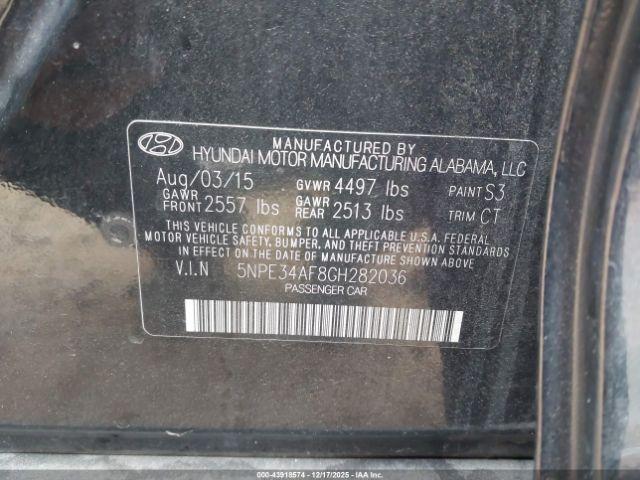 MANUFACTURED BY
HYUNDAI MOTOR MANUFACTURING ALABAMA, LLC
Aug/03/15 GVWR 4497 lbs PAINT S3
GAWR FRONT 2557 lbs GAWR REAR 2513 lbs TRIM CT
THIS VEHICLE CONFORMS TO ALL APPLICABLE U.S.A. FEDERAL
MOTOR VEHICLE SAFETY, BUMPER, AND THEFT PREVENTION STANDARDS
IN EFFECT ON THE DATE OF MANUFACTURE SHOWN ABOVE.
V.I.N 5NPE34AF8GH282036
PASSENGER CAR
000-43918574 | 12/17/2025 | IAA, Inc.